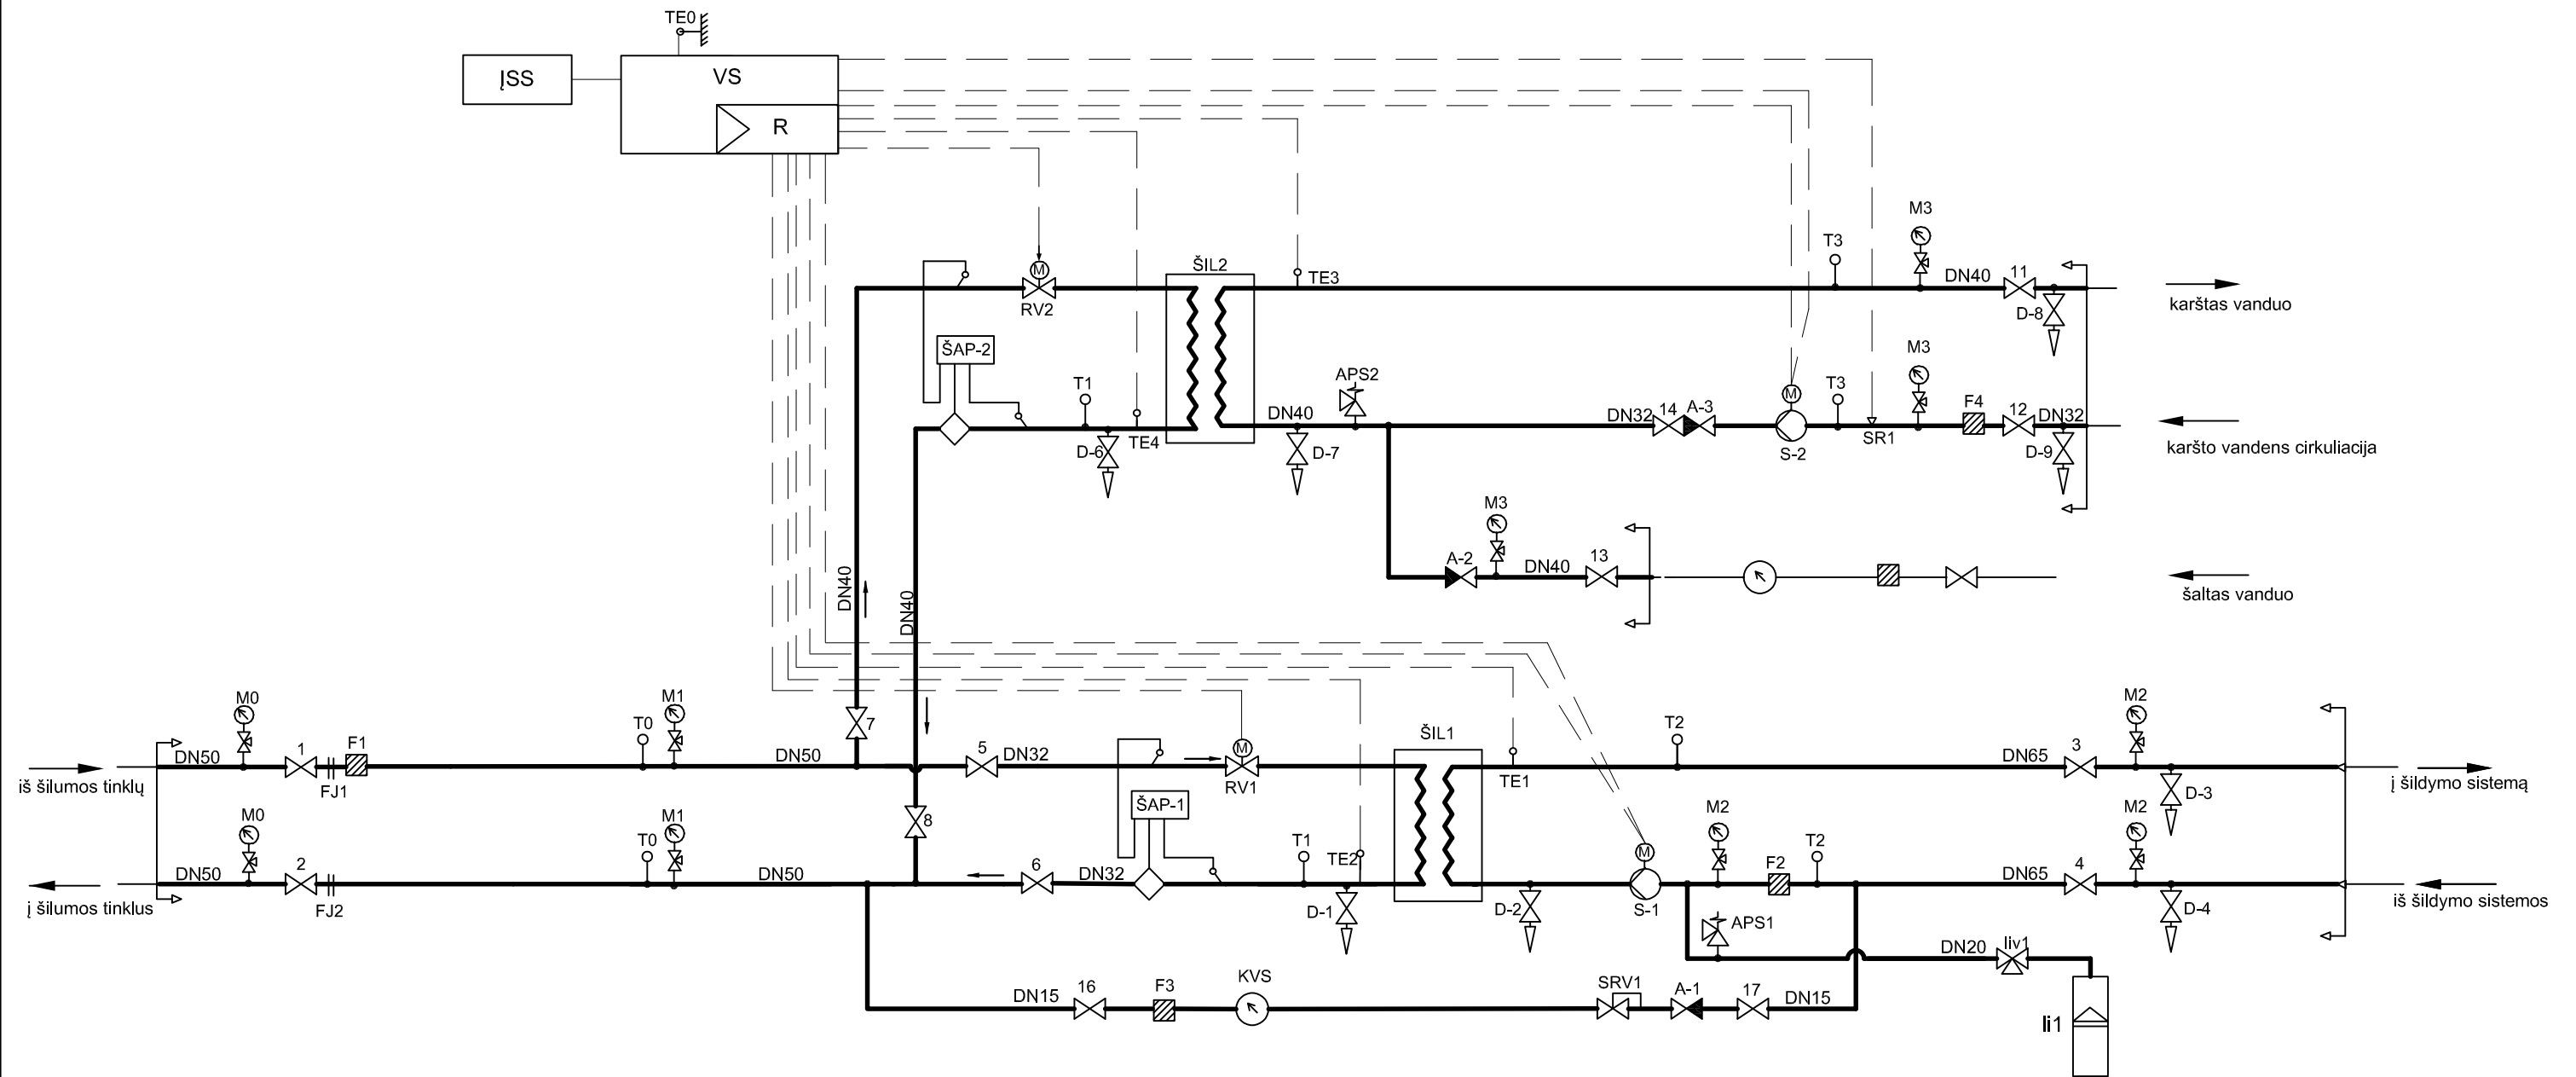 TE0
ĮSS
VS
R
M3
T3
ŠIL2
TE3
DN40
11
M
RV2
D-8
karštas vanduo
ŠAP-2
T1
APS2
M3
M
T3
DN40
DN32
14
A-3
F4
12
DN32
TE4
D-6
D-7
S-2
SR1
D-9
karšto vandens cirkuliacija
M3
A-2
DN40
13
šaltas vanduo
DN40
DN40
M0
M1
T0
7
T2
M2
ŠIL1
DN50
1
F1
DN50
5
DN32
M
DN65
3
iš šilumos tinklų
FJ1
RV1
TE1
D-3
į šildymo sistemą
ŠAP-1
M0
M1
8
M2
M2
T0
T1
TE2
M
T2
DN50
2
DN50
6
DN32
F2
DN65
4
į šilumos tinklus
FJ2
D-1
D-2
S-1
APS1
D-4
iš šildymo sistemos
DN20
Iiv1
DN15
16
F3
KVS
SRV1
A-1
17
DN15
Ii1